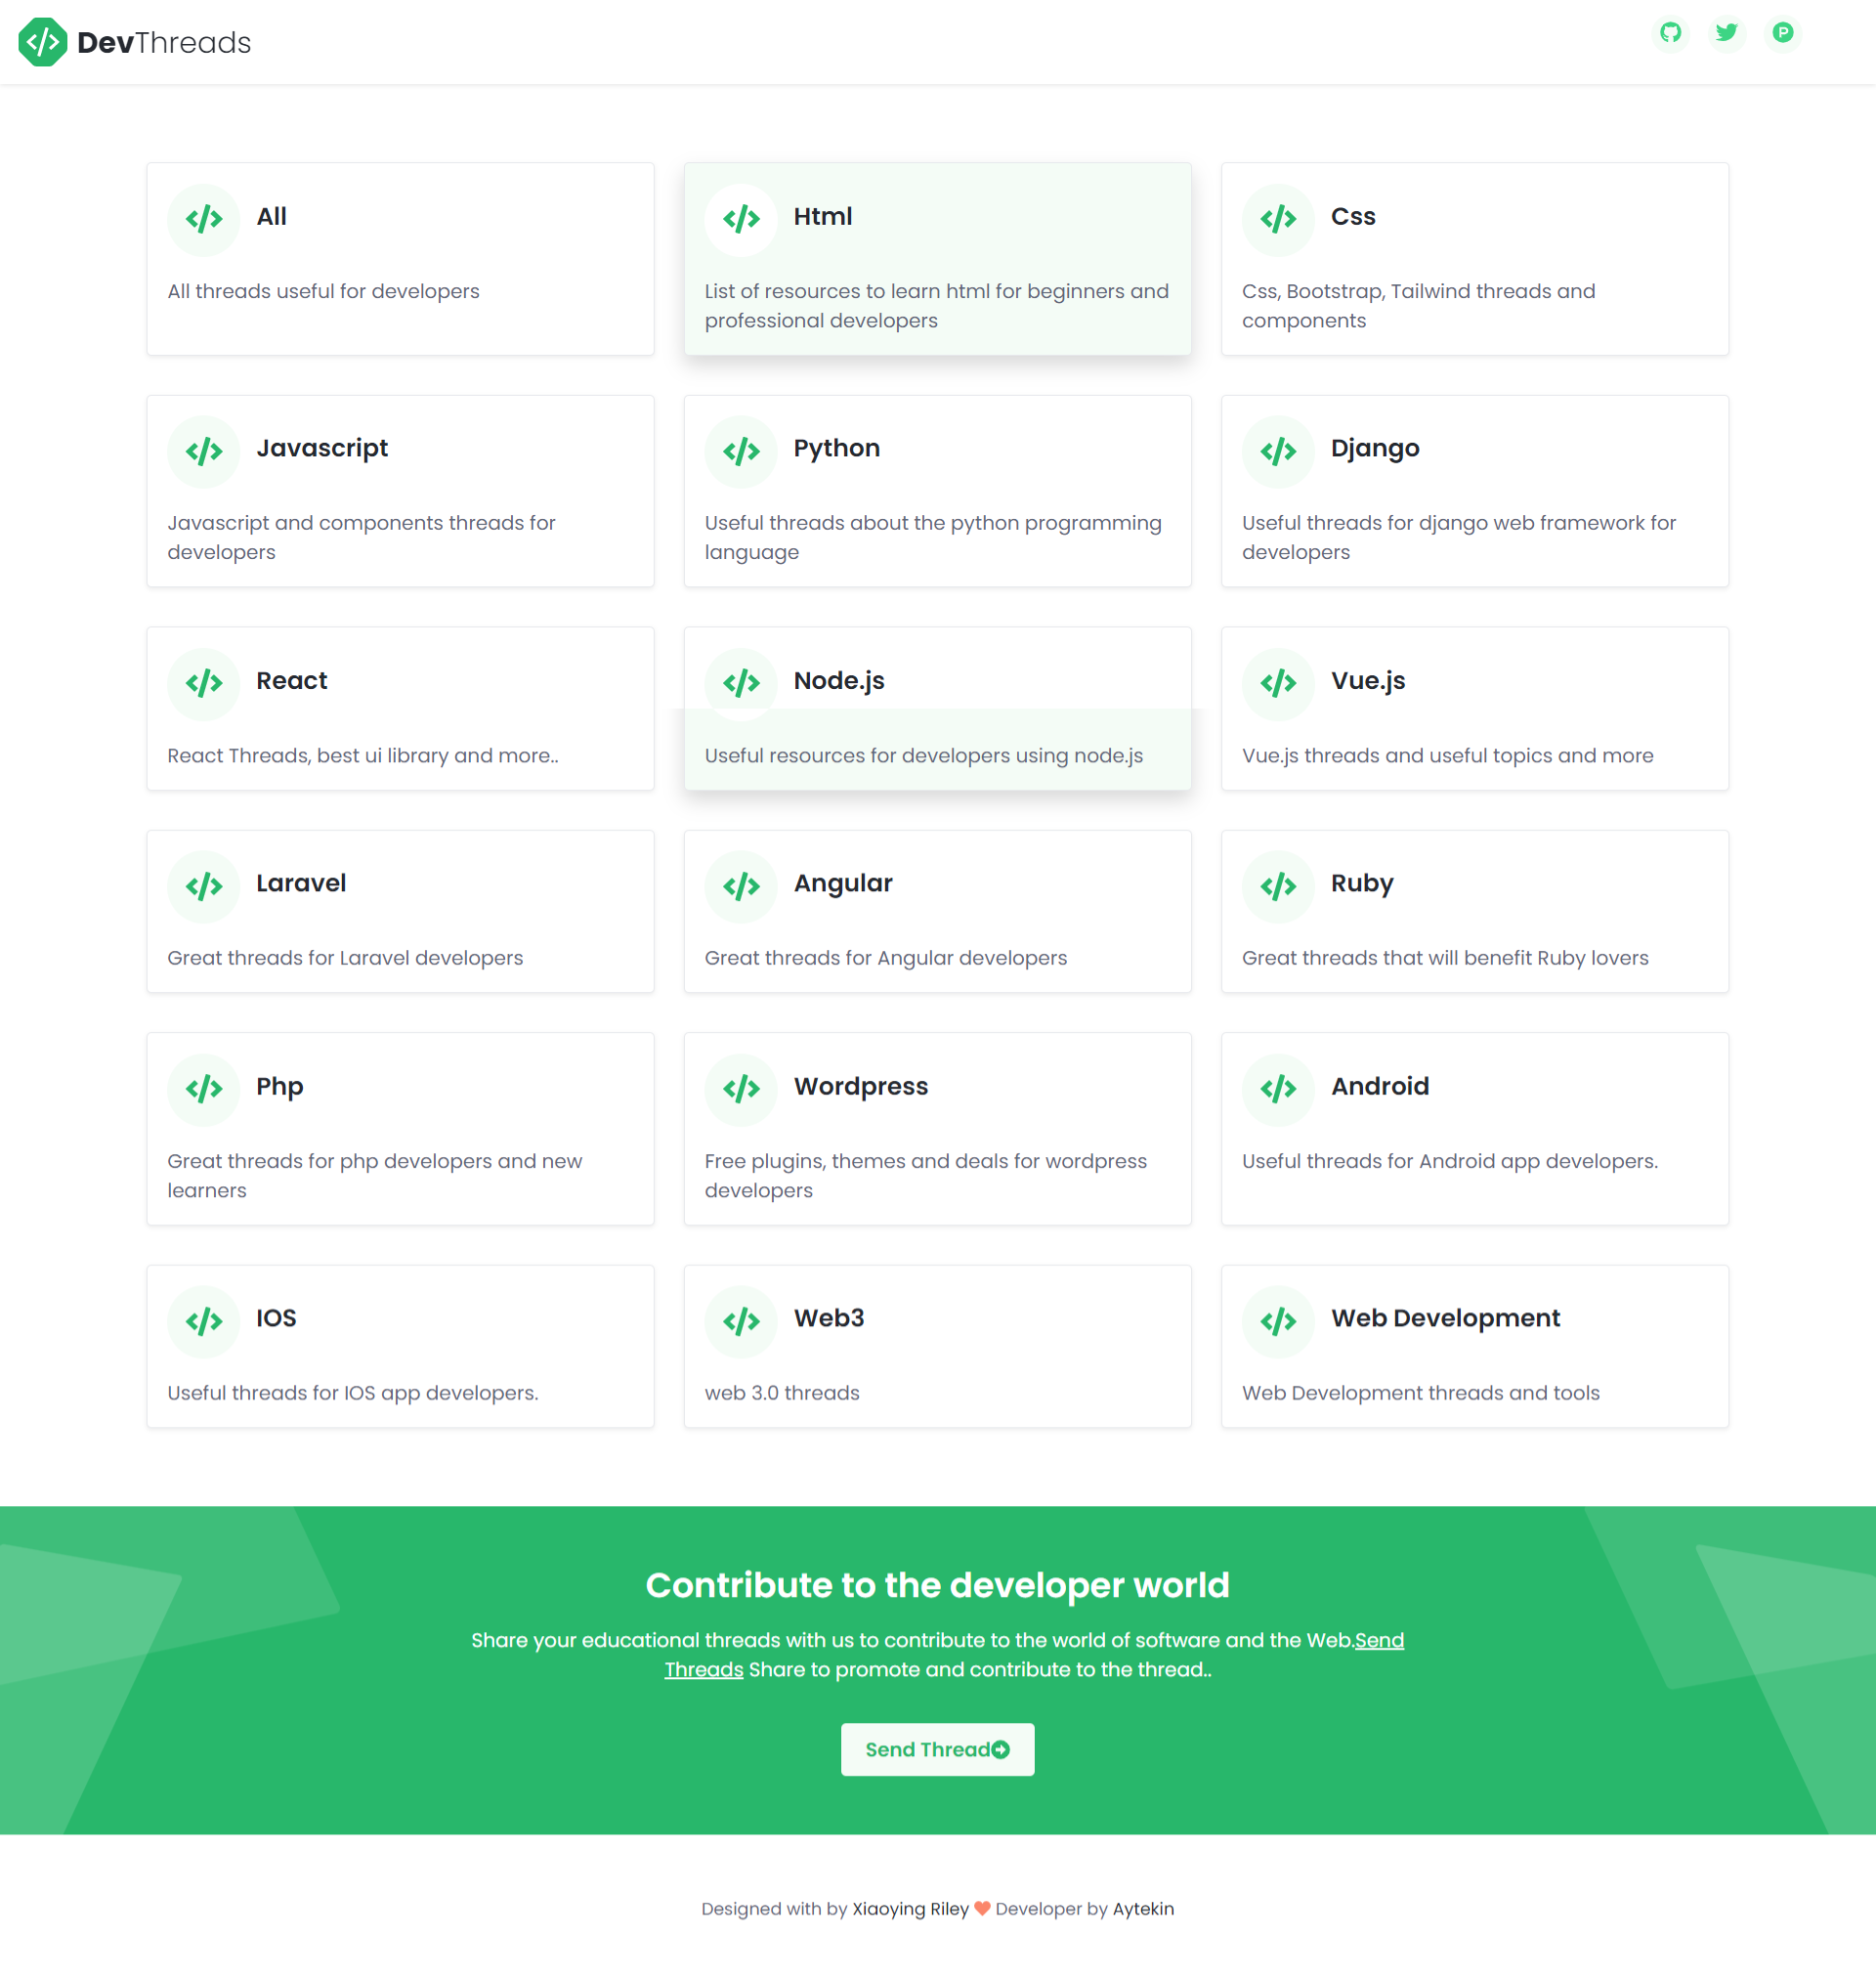 DevThreads
All
All threads useful for developers
Html
List of resources to learn html for beginners and
professional developers
Css
Css, Bootstrap, Tailwind threads and
components
Javascript
Javascript and components threads for
developers
Python
Useful threads about the python programming
language
Django
Useful threads for django web framework for
developers
React
React Threads, best ui library and more..
Node.js
Useful resources for developers using node.js
Vue.js
Vue.js threads and useful topics and more
Laravel
Great threads for Laravel developers
Angular
Great threads for Angular developers
Ruby
Great threads that will benefit Ruby lovers
Php
Great threads for php developers and new
learners
Wordpress
Free plugins, themes and deals for wordpress
developers
Android
Useful threads for Android app developers.
IOS
Useful threads for IOS app developers.
Web3
web 3.0 threads
Web Development
Web Development threads and tools
Contribute to the developer world
Share your educational threads with us to contribute to the world of software and the Web.Send
Threads Share to promote and contribute to the thread..
Send Thread
Designed with by Xiaoying Riley Developer by Aytekin